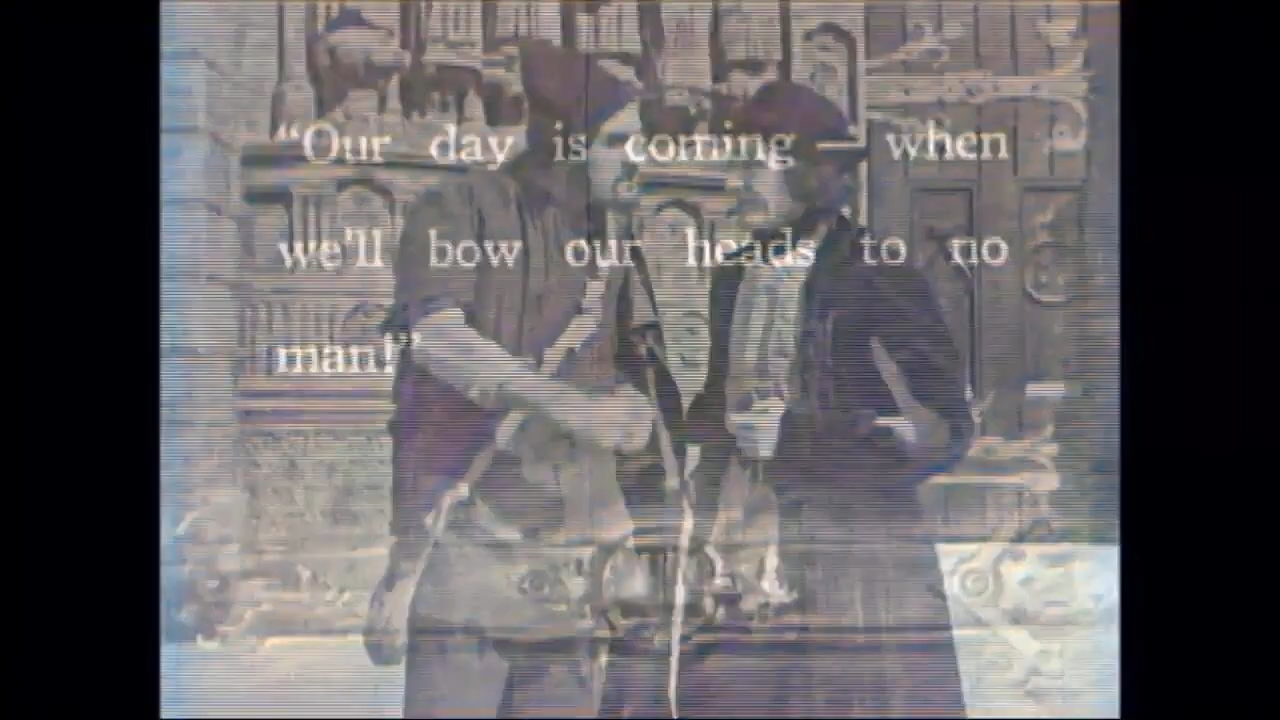 “Our day is coming — when
we'll bow our heads to no
man!”